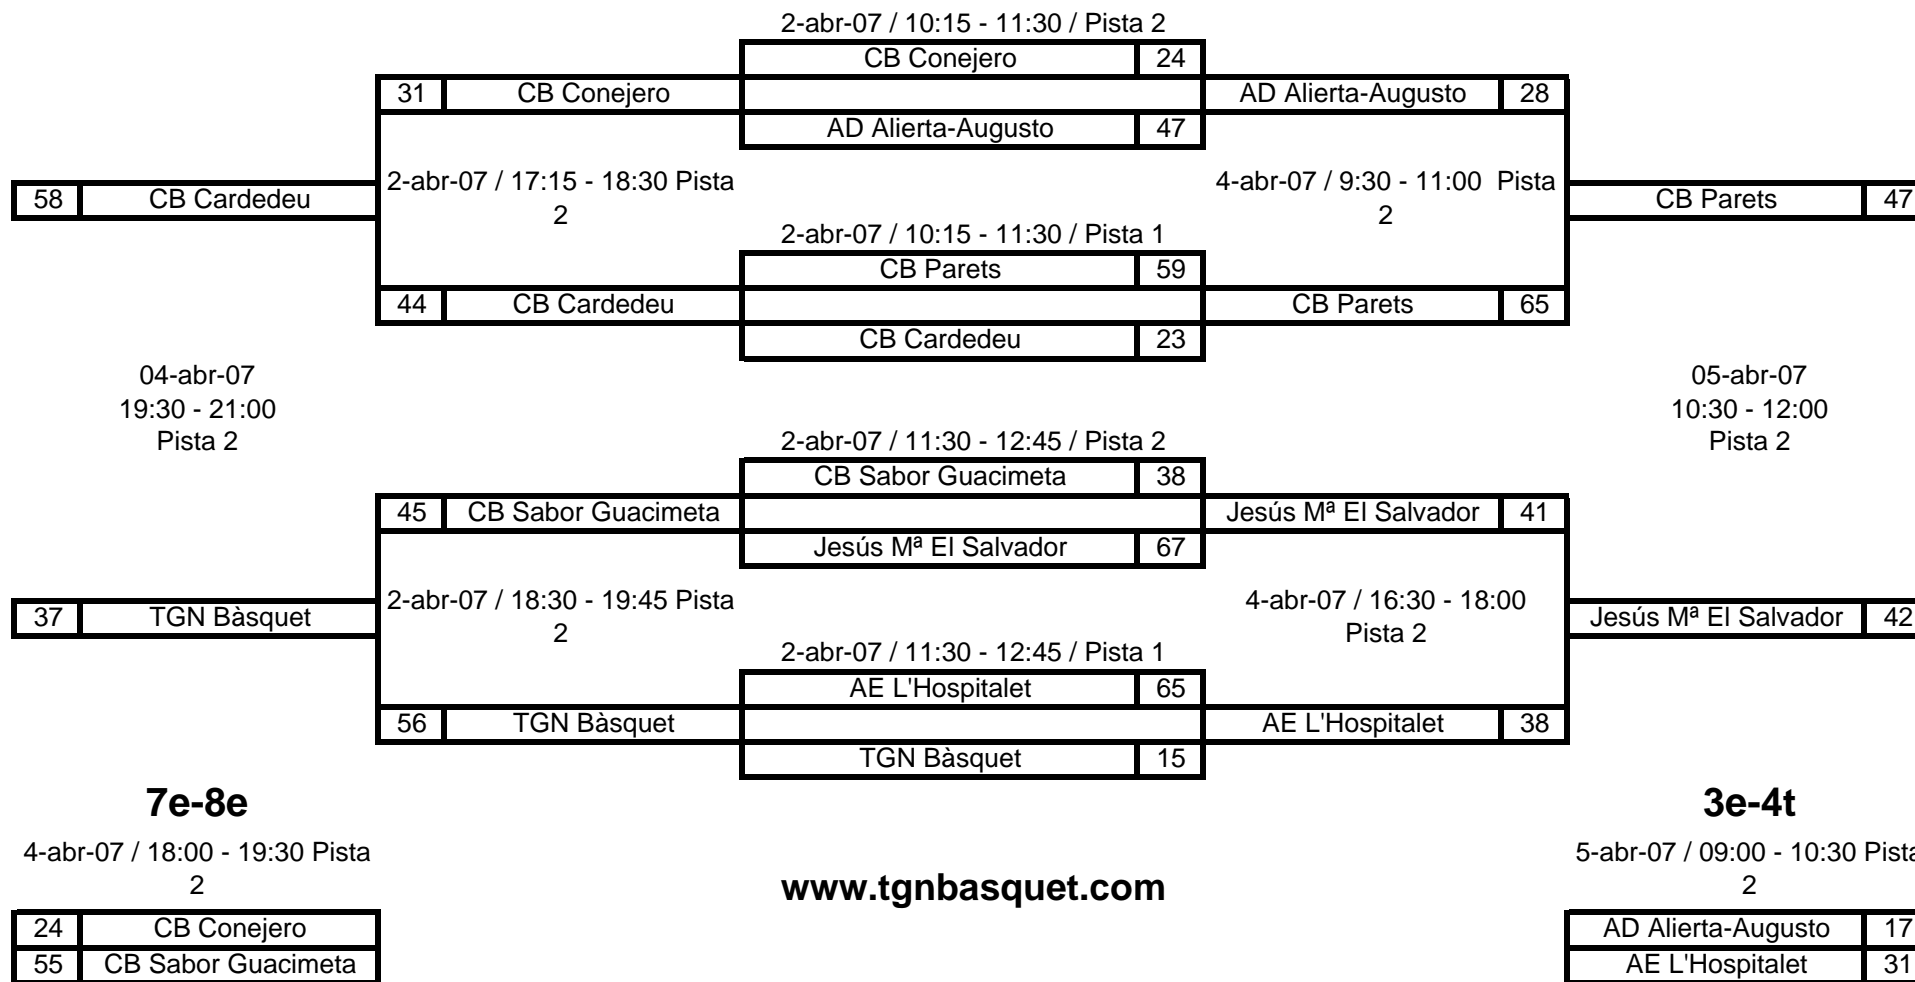 2-abr-07 / 10:15 - 11:30 / Pista 2
CB Conejero 24
31 CB Conejero AD Alierta-Augusto 28
AD Alierta-Augusto 47
2-abr-07 / 17:15 - 18:30 Pista 4-abr-07 / 9:30 - 11:00 Pista
58 CB Cardedeu 2 2 CB Parets 47
2-abr-07 / 10:15 - 11:30 / Pista 1
CB Parets 59
44 CB Cardedeu CB Parets 65
CB Cardedeu 23
04-abr-07 05-abr-07
19:30 - 21:00 10:30 - 12:00
Pista 2 Pista 2
2-abr-07 / 11:30 - 12:45 / Pista 2
CB Sabor Guacimeta 38
45 CB Sabor Guacimeta Jesús Mª El Salvador 41
Jesús Mª El Salvador 67
2-abr-07 / 18:30 - 19:45 Pista 4-abr-07 / 16:30 - 18:00
37 TGN Bàsquet 2 Pista 2 Jesús Mª El Salvador 42
2-abr-07 / 11:30 - 12:45 / Pista 1
AE L'Hospitalet 65
56 TGN Bàsquet AE L'Hospitalet 38
TGN Bàsquet 15
7e-8e 3e-4t
4-abr-07 / 18:00 - 19:30 Pista 5-abr-07 / 09:00 - 10:30 Pista
2 www.tgnbasquet.com 2
24 CB Conejero AD Alierta-Augusto 17
55 CB Sabor Guacimeta AE L'Hospitalet 31